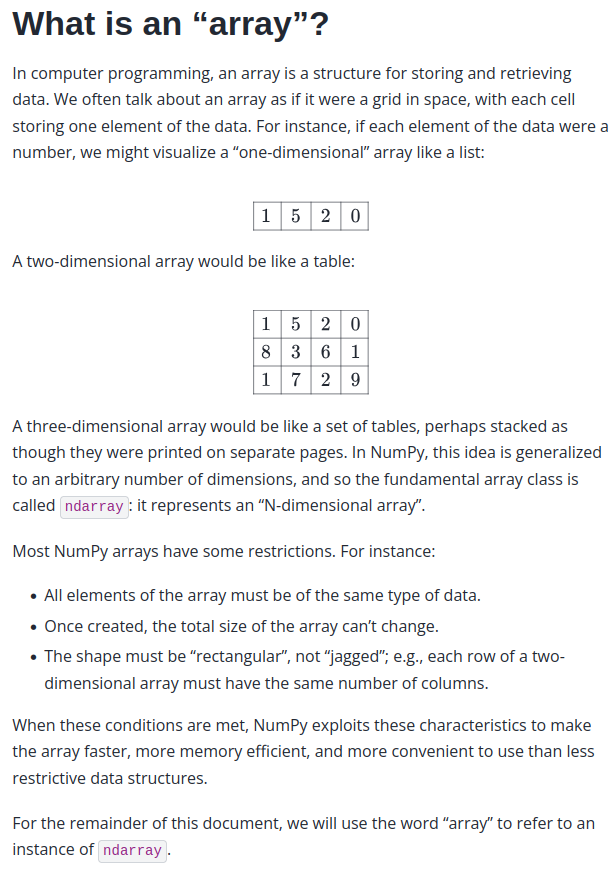 What is an “array”?
In computer programming, an array is a structure for storing and retrieving
data. We often talk about an array as if it were a grid in space, with each cell
storing one element of the data. For instance, if each element of the data were a
number, we might visualize a “one-dimensional” array like a list:
1 5 2 0
A two-dimensional array would be like a table:
1 5 2 0
8 3 6 1
1 7 2 9
A three-dimensional array would be like a set of tables, perhaps stacked as
though they were printed on separate pages. In NumPy, this idea is generalized
to an arbitrary number of dimensions, and so the fundamental array class is
called ndarray: it represents an “N-dimensional array”.
Most NumPy arrays have some restrictions. For instance:
• All elements of the array must be of the same type of data.
• Once created, the total size of the array can’t change.
• The shape must be “rectangular”, not “jagged”; e.g., each row of a two-
dimensional array must have the same number of columns.
When these conditions are met, NumPy exploits these characteristics to make
the array faster, more memory efficient, and more convenient to use than less
restrictive data structures.
For the remainder of this document, we will use the word “array” to refer to an
instance of ndarray.